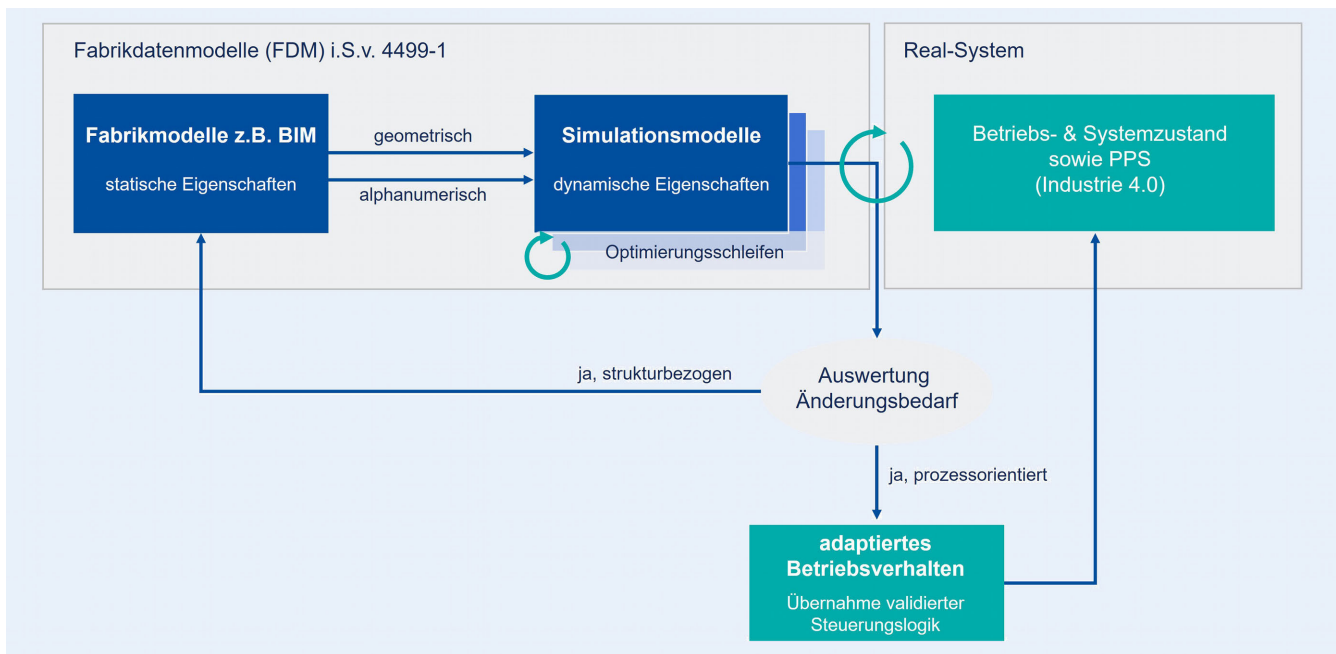 Fabrikdatenmodelle (FDM) i.S.v. 4499-1
Real-System
Fabrikmodelle z.B. BIM
statische Eigenschaften
geometrisch
alphanumerisch
Simulationsmodelle
dynamische Eigenschaften
Optimierungsschleifen
Betriebs- & Systemzustand
sowie PPS
(Industrie 4.0)
ja, strukturbezogen
Auswertung
Änderungsbedarf
ja, prozessorientiert
adaptiertes
Betriebsverhalten
Übernahme validierter
Steuerungslogik